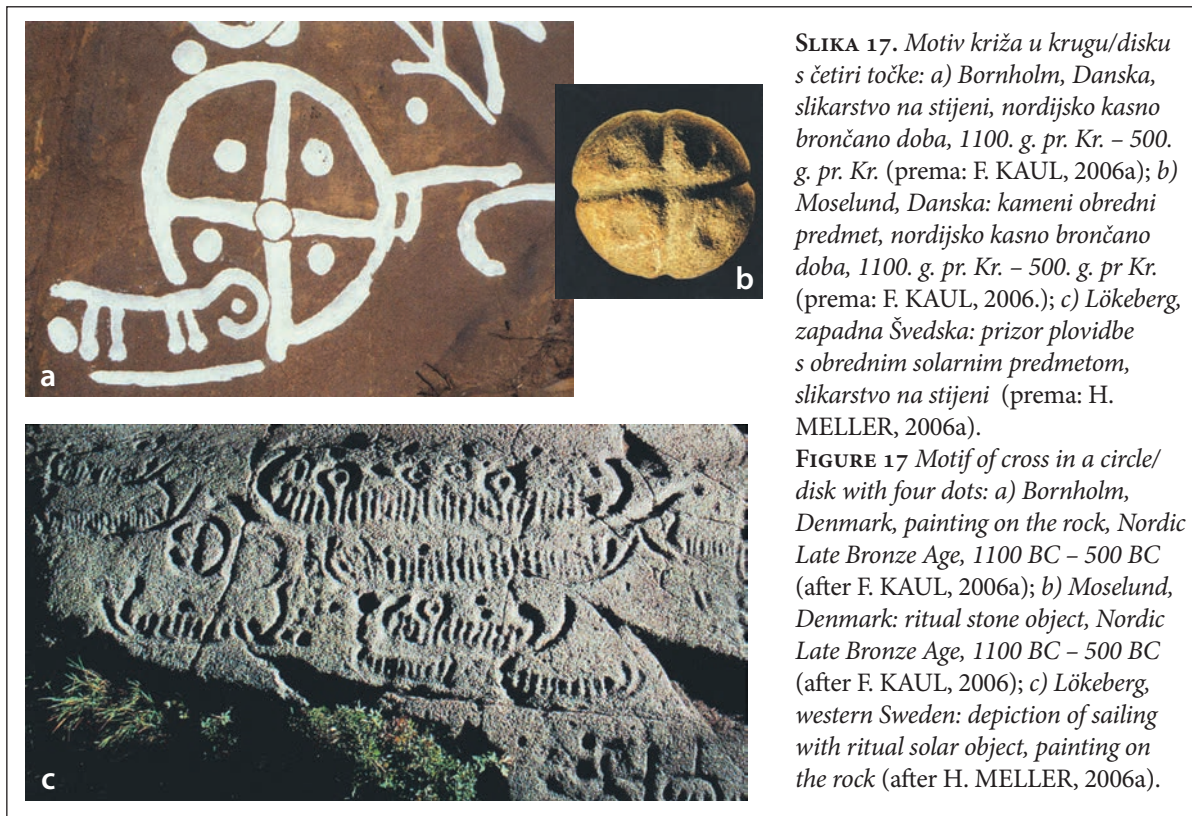 a
b
c
SLIKA 17. Motiv križa u krugu/disku
s četiri točke: a) Bornholm, Danska,
slikarstvo na stijeni, nordijsko kasno
brončano doba, 1100. g. pr. Kr. – 500.
g. pr. Kr. (prema: F. KAUL, 2006a); b)
Moselund, Danska: kameni obredni
predmet, nordijsko kasno brončano
doba, 1100. g. pr. Kr. – 500. g. pr Kr.
(prema: F. KAUL, 2006.); c) Lökeberg,
zapadna Švedska: prizor plovidbe
s obrednim solarnim predmetom,
slikarstvo na stijeni (prema: H.
MELLER, 2006a).
FIGURE 17 Motif of cross in a circle/
disk with four dots: a) Bornholm,
Denmark, painting on the rock, Nordic
Late Bronze Age, 1100 BC – 500 BC
(after F. KAUL, 2006a); b) Moselund,
Denmark: ritual stone object, Nordic
Late Bronze Age, 1100 BC – 500 BC
(after F. KAUL, 2006); c) Lökeberg,
western Sweden: depiction of sailing
with ritual solar object, painting on
the rock (after H. MELLER, 2006a).